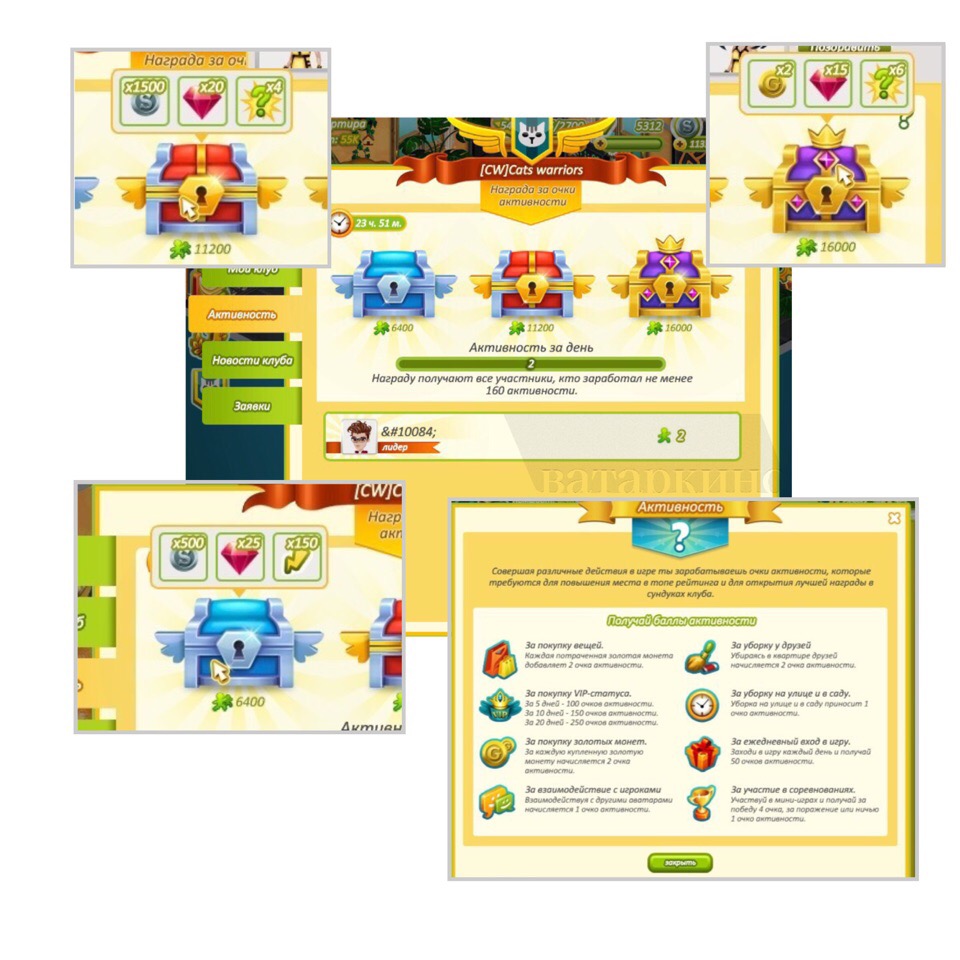 Награда за очк
x1500
x20
x4
11200
Поздравить
x2
x15
x6
16000
5312
[CW]Cats warriors
Награда за очки
активности
23 ч. 51 м.
6400
11200
16000
Мой клуб
Активность
Новости клуба
Заявки
Активность за день
2
Награду получают все участники, кто заработал не менее
160 активности.
&#10084;
лидер
2
ватаркино
[CW]C
Нагр
акт
x500
x25
x150
6400
Активн
Активность
Совершая различные действия в игре ты зарабатываешь очки активности, которые
требуются для повышения места в топе рейтинга и для открытия лучшей награды в
сундуках клуба.
Получай баллы активности
За покупку вещей.
Каждая потраченная золотая монета
добавляет 2 очка активности.
За покупку VIP-статуса.
За 5 дней - 100 очков активности.
За 10 дней - 150 очков активности.
За 20 дней - 250 очков активности.
За покупку золотых монет.
За каждую купленную золотую
монету начисляется 2 очка
активности.
За взаимодействие с игроками
Взаимодействуя с другими аватарами
начисляется 1 очко активности.
За уборку у друзей
Убираясь в квартире друзей
начисляется 2 очка активности.
За уборку на улице и в саду.
Уборка на улице и в саду приносит 1
очко активности.
За ежедневный вход в игру.
Заходи в игру каждый день и получай
50 очков активности.
За участие в соревнованиях.
Участвуй в мини-играх и получай за
победу 4 очка, за поражение или ничью
1 очко активности.
закрыть